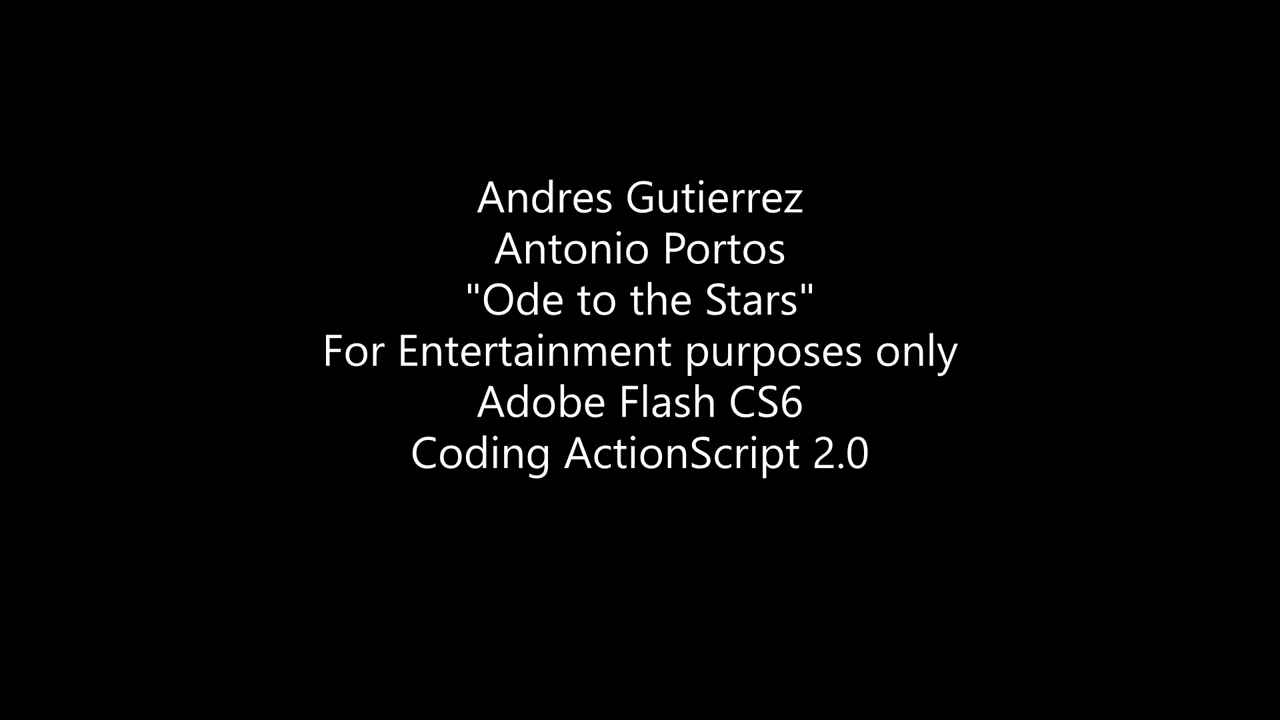 Andres Gutierrez
Antonio Portos
"Ode to the Stars"
For Entertainment purposes only
Adobe Flash CS6
Coding ActionScript 2.0